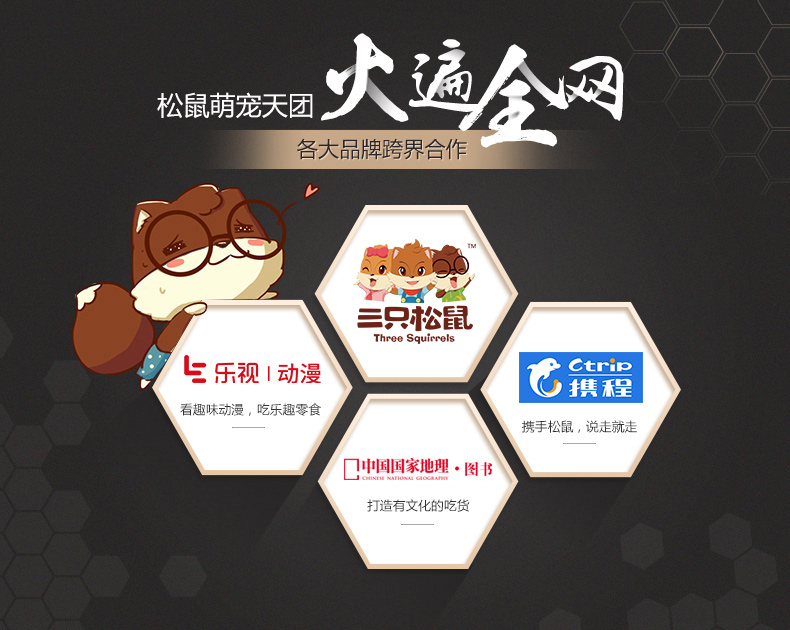 松鼠萌宠天团 火遍全网
各大品牌跨界合作
TM
三只松鼠
Three Squirrels
乐视 | 动漫
看趣味动漫，吃乐趣零食
Ctrip
携程
携手松鼠，说走就走
中国国家地理·图书
CHINESE NATIONAL GEOGRAPHY
打造有文化的吃货